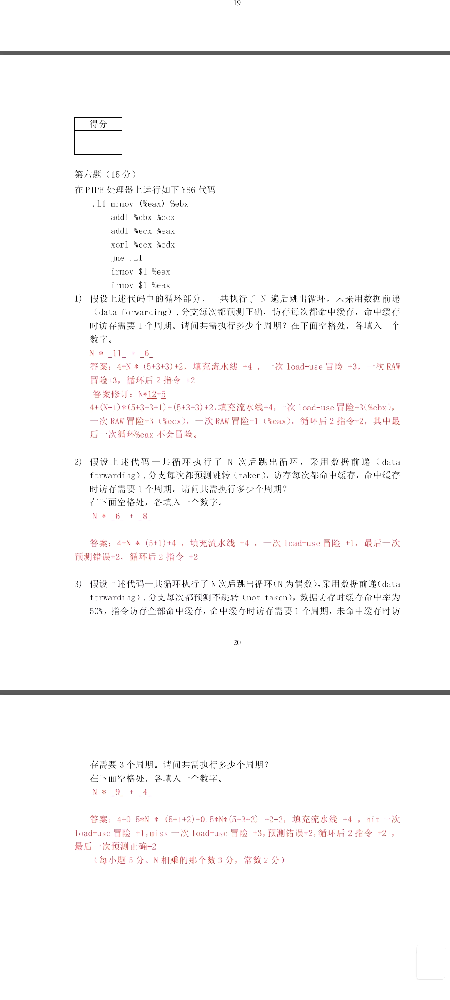 19
得分
第六题（15 分）
在 PIPE 处理器上运行如下 Y86 代码
.L1 mrmov (%eax) %ebx
addl %ebx %ecx
addl %ecx %eax
xorl %ecx %edx
jne .L1
irmov $1 %eax
irmov $1 %eax
1) 假设上述代码中的循环部分，一共执行了 N 遍后跳出循环，未采用数据前递
（data forwarding）,分支每次都预测正确，访存每次都命中缓存，命中缓存
时访存需要 1 个周期。请问共需执行多少个周期？在下面空格处，各填入一个
数字。
N * _11_ + _6_
答案：4+N * (5+3+3)+2，填充流水线 +4 ，一次 load-use 冒险 +3，一次 RAW
冒险+3，循环后 2 指令 +2
答案修订：N*12+5
4+(N-1)*(5+3+3+1)+(5+3+3)+2,填充流水线+4,一次 load-use 冒险+3（%ebx），
一次 RAW 冒险+3（%ecx），一次 RAW 冒险+1（%eax），循环后 2 指令+2，其中最
后一次循环%eax 不会冒险。
2) 假设上述代码一共循环执行了 N 次后跳出循环，采用数据前递（data
forwarding）,分支每次都预测跳转（taken），访存每次都命中缓存，命中缓存
时访存需要 1 个周期。请问共需执行多少个周期？
在下面空格处，各填入一个数字。
N * _6_ + _8_
答案：4+N * (5+1)+4 ，填充流水线 +4 ，一次 load-use 冒险 +1，最后一次
预测错误+2，循环后 2 指令 +2
3) 假设上述代码一共循环执行了 N 次后跳出循环（N 为偶数），采用数据前递（data
forwarding）,分支每次都预测不跳转（not taken），数据访存时缓存命中率为
50%，指令访存全部命中缓存，命中缓存时访存需要 1 个周期，未命中缓存时访
20
存需要 3 个周期。请问共需执行多少个周期？
在下面空格处，各填入一个数字。
N * _9_ + _4_
答案：4+0.5*N * (5+1+2)+0.5*N*(5+3+2) +2-2，填充流水线 +4 ，hit 一次
load-use 冒险 +1,miss 一次 load-use 冒险 +3,预测错误+2,循环后 2 指令 +2 ，
最后一次预测正确-2
（每小题 5 分。N 相乘的那个数 3 分，常数 2 分）